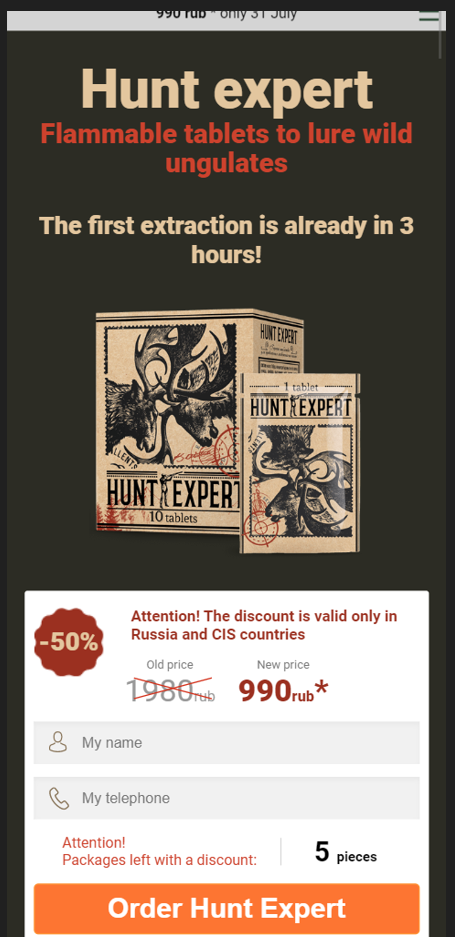 990 rub * only 31 July
Hunt expert
Flammable tablets to lure wild
ungulates
The first extraction is already in 3
hours!
HUNT EXPERT
HUNT EXPERT
10 tablets
1 tablet
HUNT EXPERT
-50%
Attention! The discount is valid only in
Russia and CIS countries
Old price
New price
1980rub
990rub*
My name
My telephone
Attention!
Packages left with a discount:
5 pieces
Order Hunt Expert